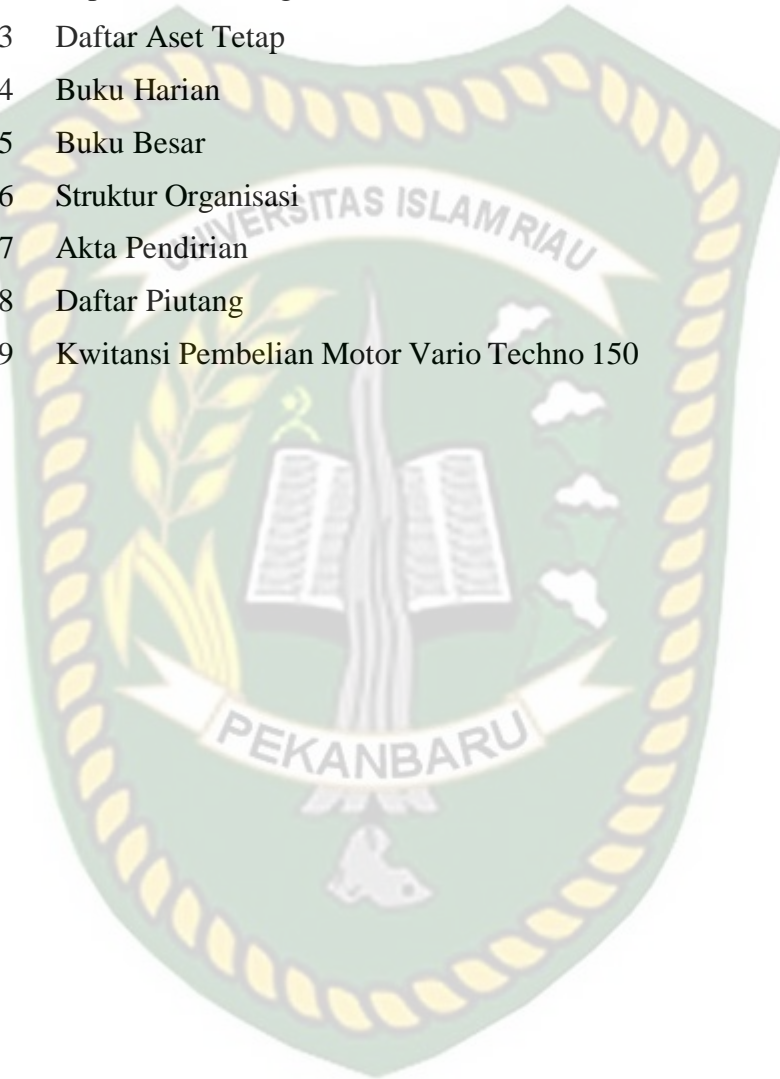 3 Daftar Aset Tetap
4 Buku Harian
5 Buku Besar
6 Struktur Organisasi
UNIVERSITAS ISLAM RIAU
7 Akta Pendirian
8 Daftar Piutang
9 Kwitansi Pembelian Motor Vario Techno 150
PEKANBARU